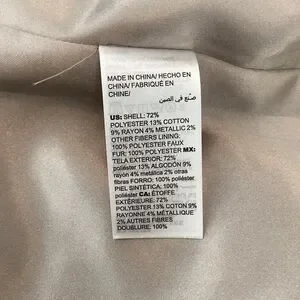 MADE IN CHINA/ HECHO EN
CHINA/ FABRIQUÉ EN
CHINE/
صنع في الصين
US: SHELL: 72%
POLYESTER 13% COTTON
9% RAYON 4% METALLIC 2%
OTHER FIBERS LINING:
100% POLYESTER FAUX
FUR: 100% POLYESTER MX:
TELA EXTERIOR: 72%
poliéster 13% ALGODÓN 9%
rayón 4% metálica 2% otras
fibras FORRO: 100% poliéster
PIEL SINTÉTICA: 100%
poliéster CA: ÉTOFFE
EXTÉRIEURE: 72%
POLYESTER 13% COTON 9%
RAYONNE 4% MÉTALLIQUE
2% AUTRES FIBRES
DOUBLURE: 100%